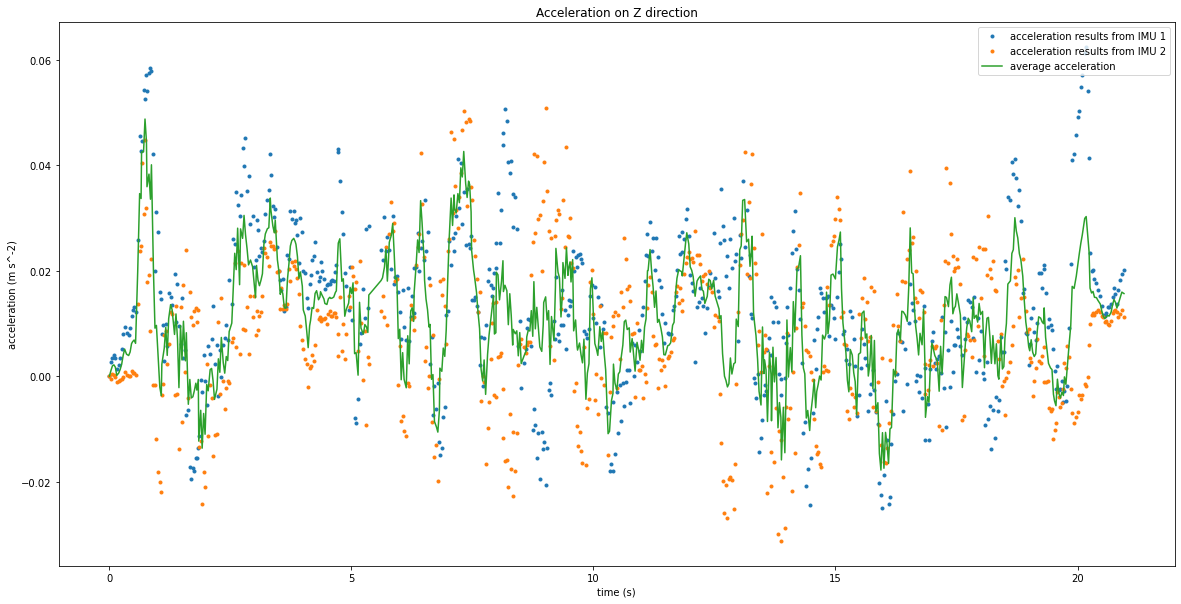 Acceleration on Z direction
acceleration results from IMU 1
acceleration results from IMU 2
average acceleration
acceleration (m s^-2)
0.06
0.04
0.02
0.00
−0.02
0
5
10
15
20
time (s)